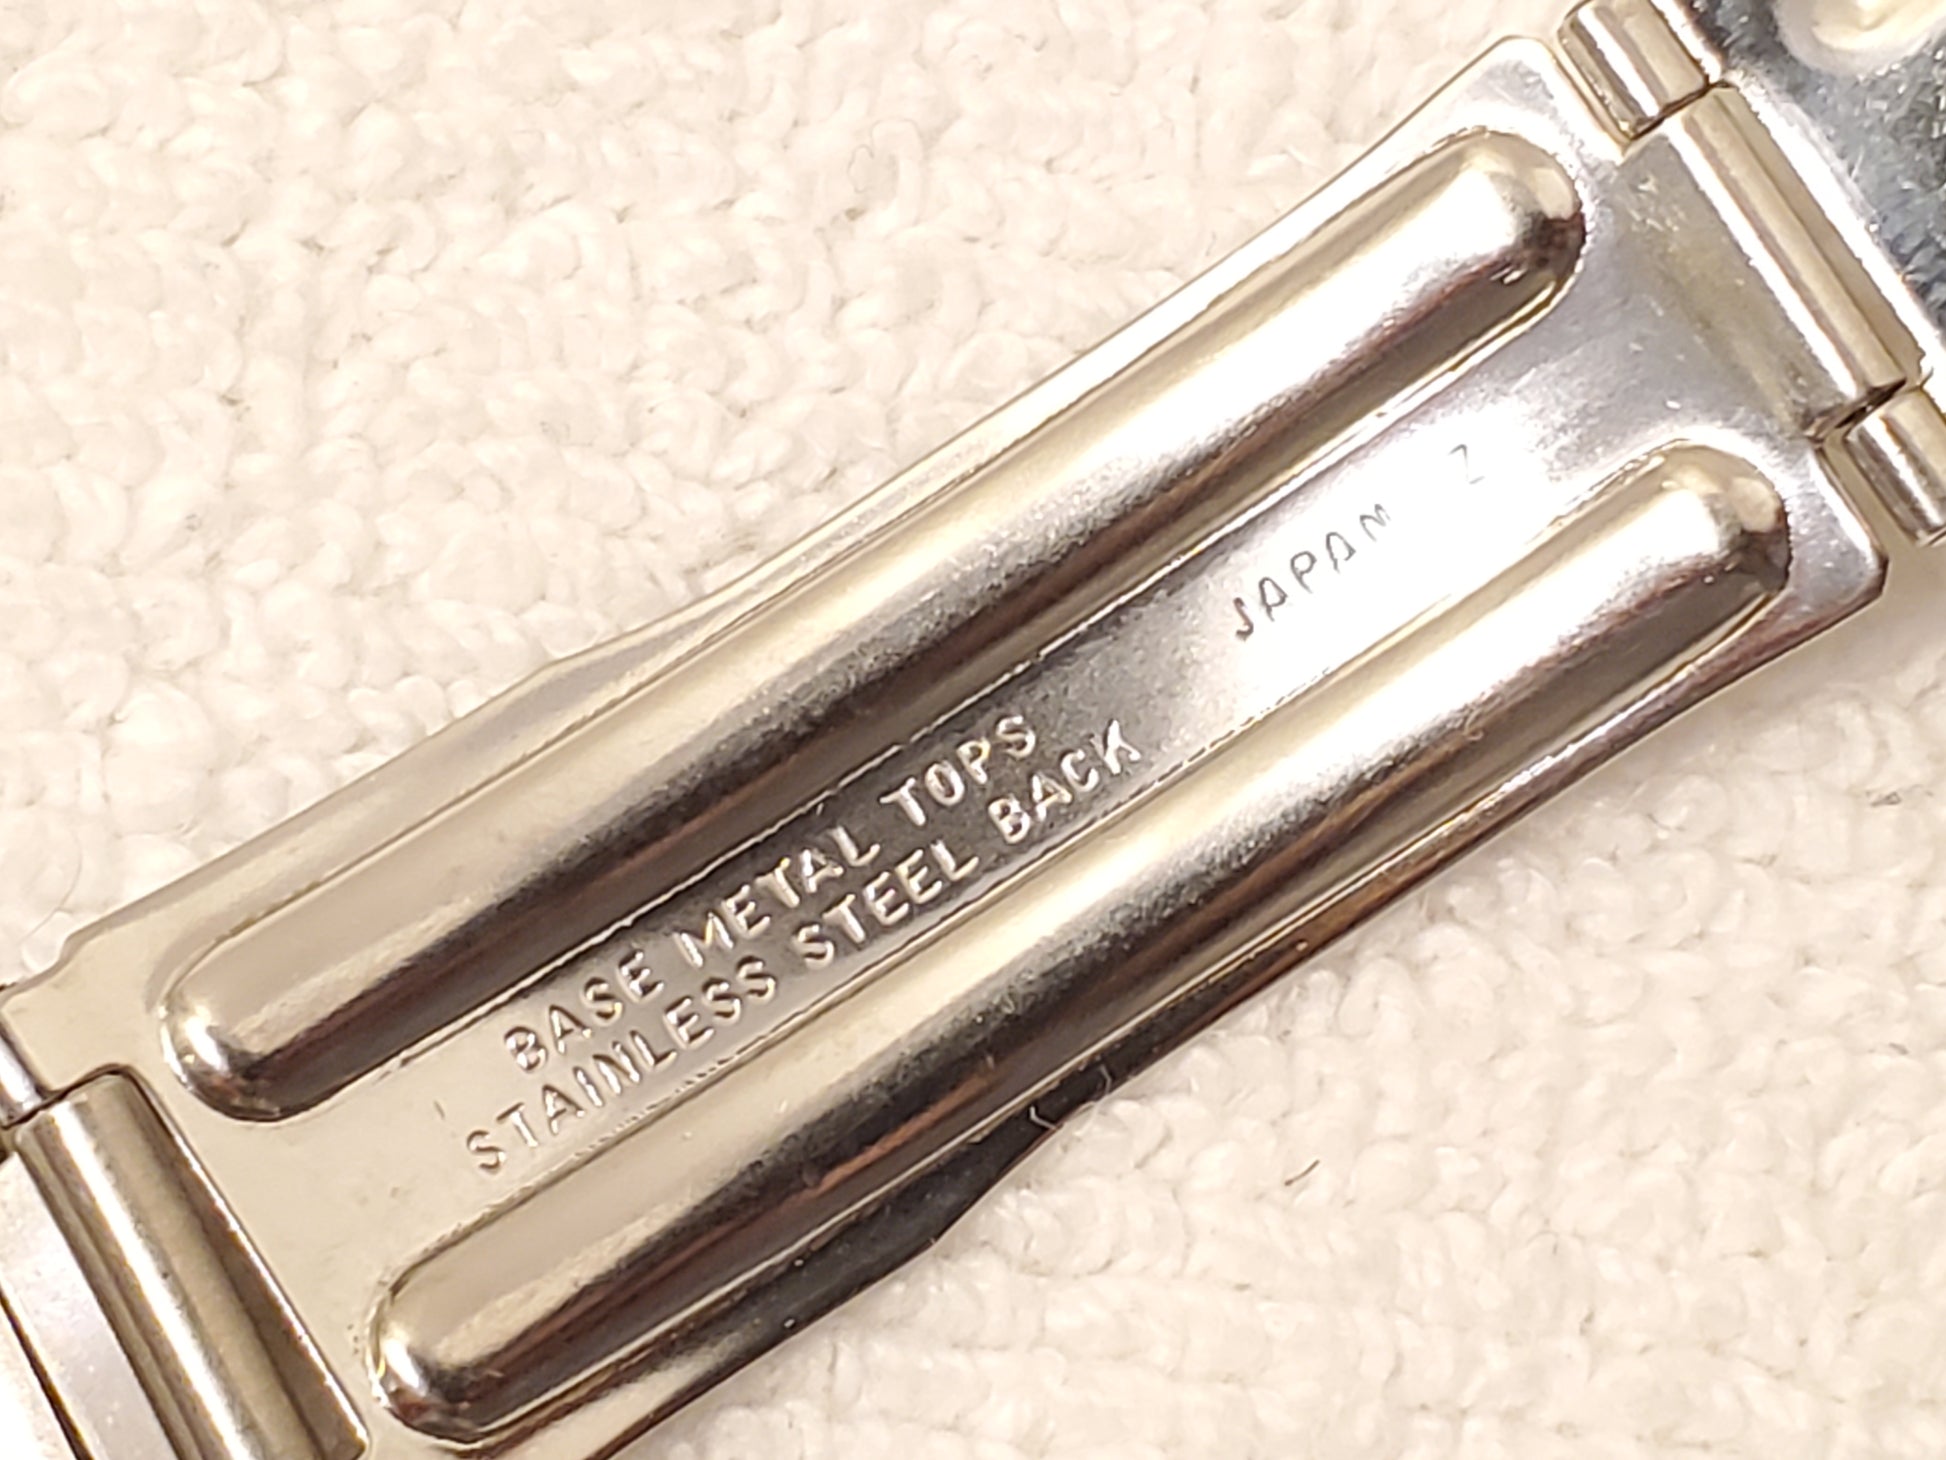 BASE METAL TOPS
STAINLESS STEEL BACK
JAPAN Z